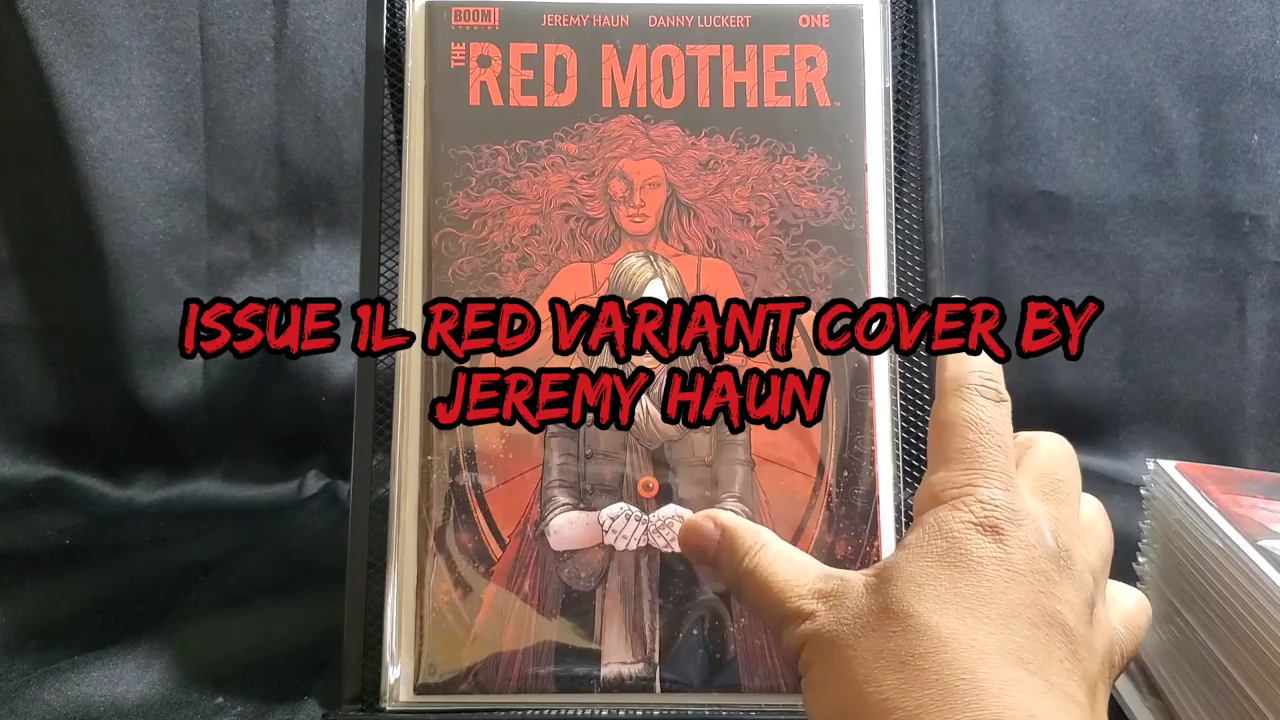 BOOM!
STUDIOS
JEREMY HAUN DANNY LUCKERT ONE
THE RED MOTHER
ISSUE 1L RED VARIANT COVER BY
JEREMY HAUN